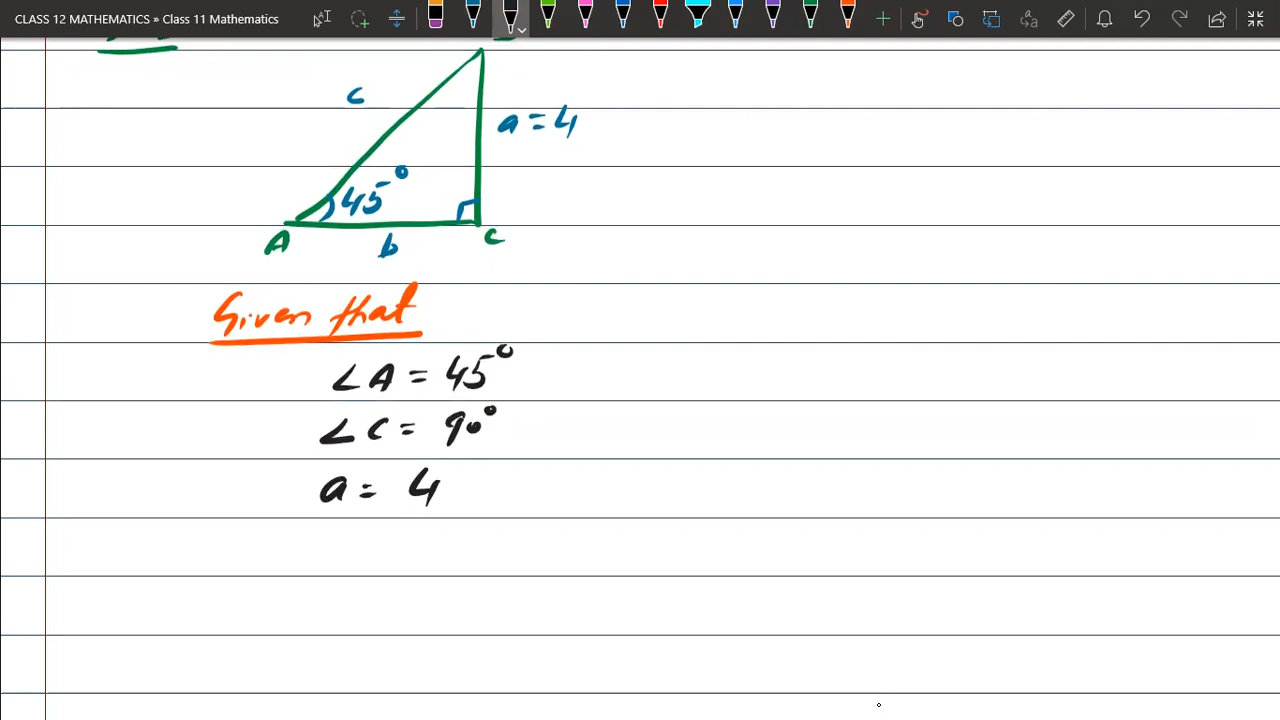 CLASS 12 MATHEMATICS » Class 11 Mathematics
c
a = 4
45°
A
b
C
Given that
∠A = 45°
∠C = 90°
a = 4